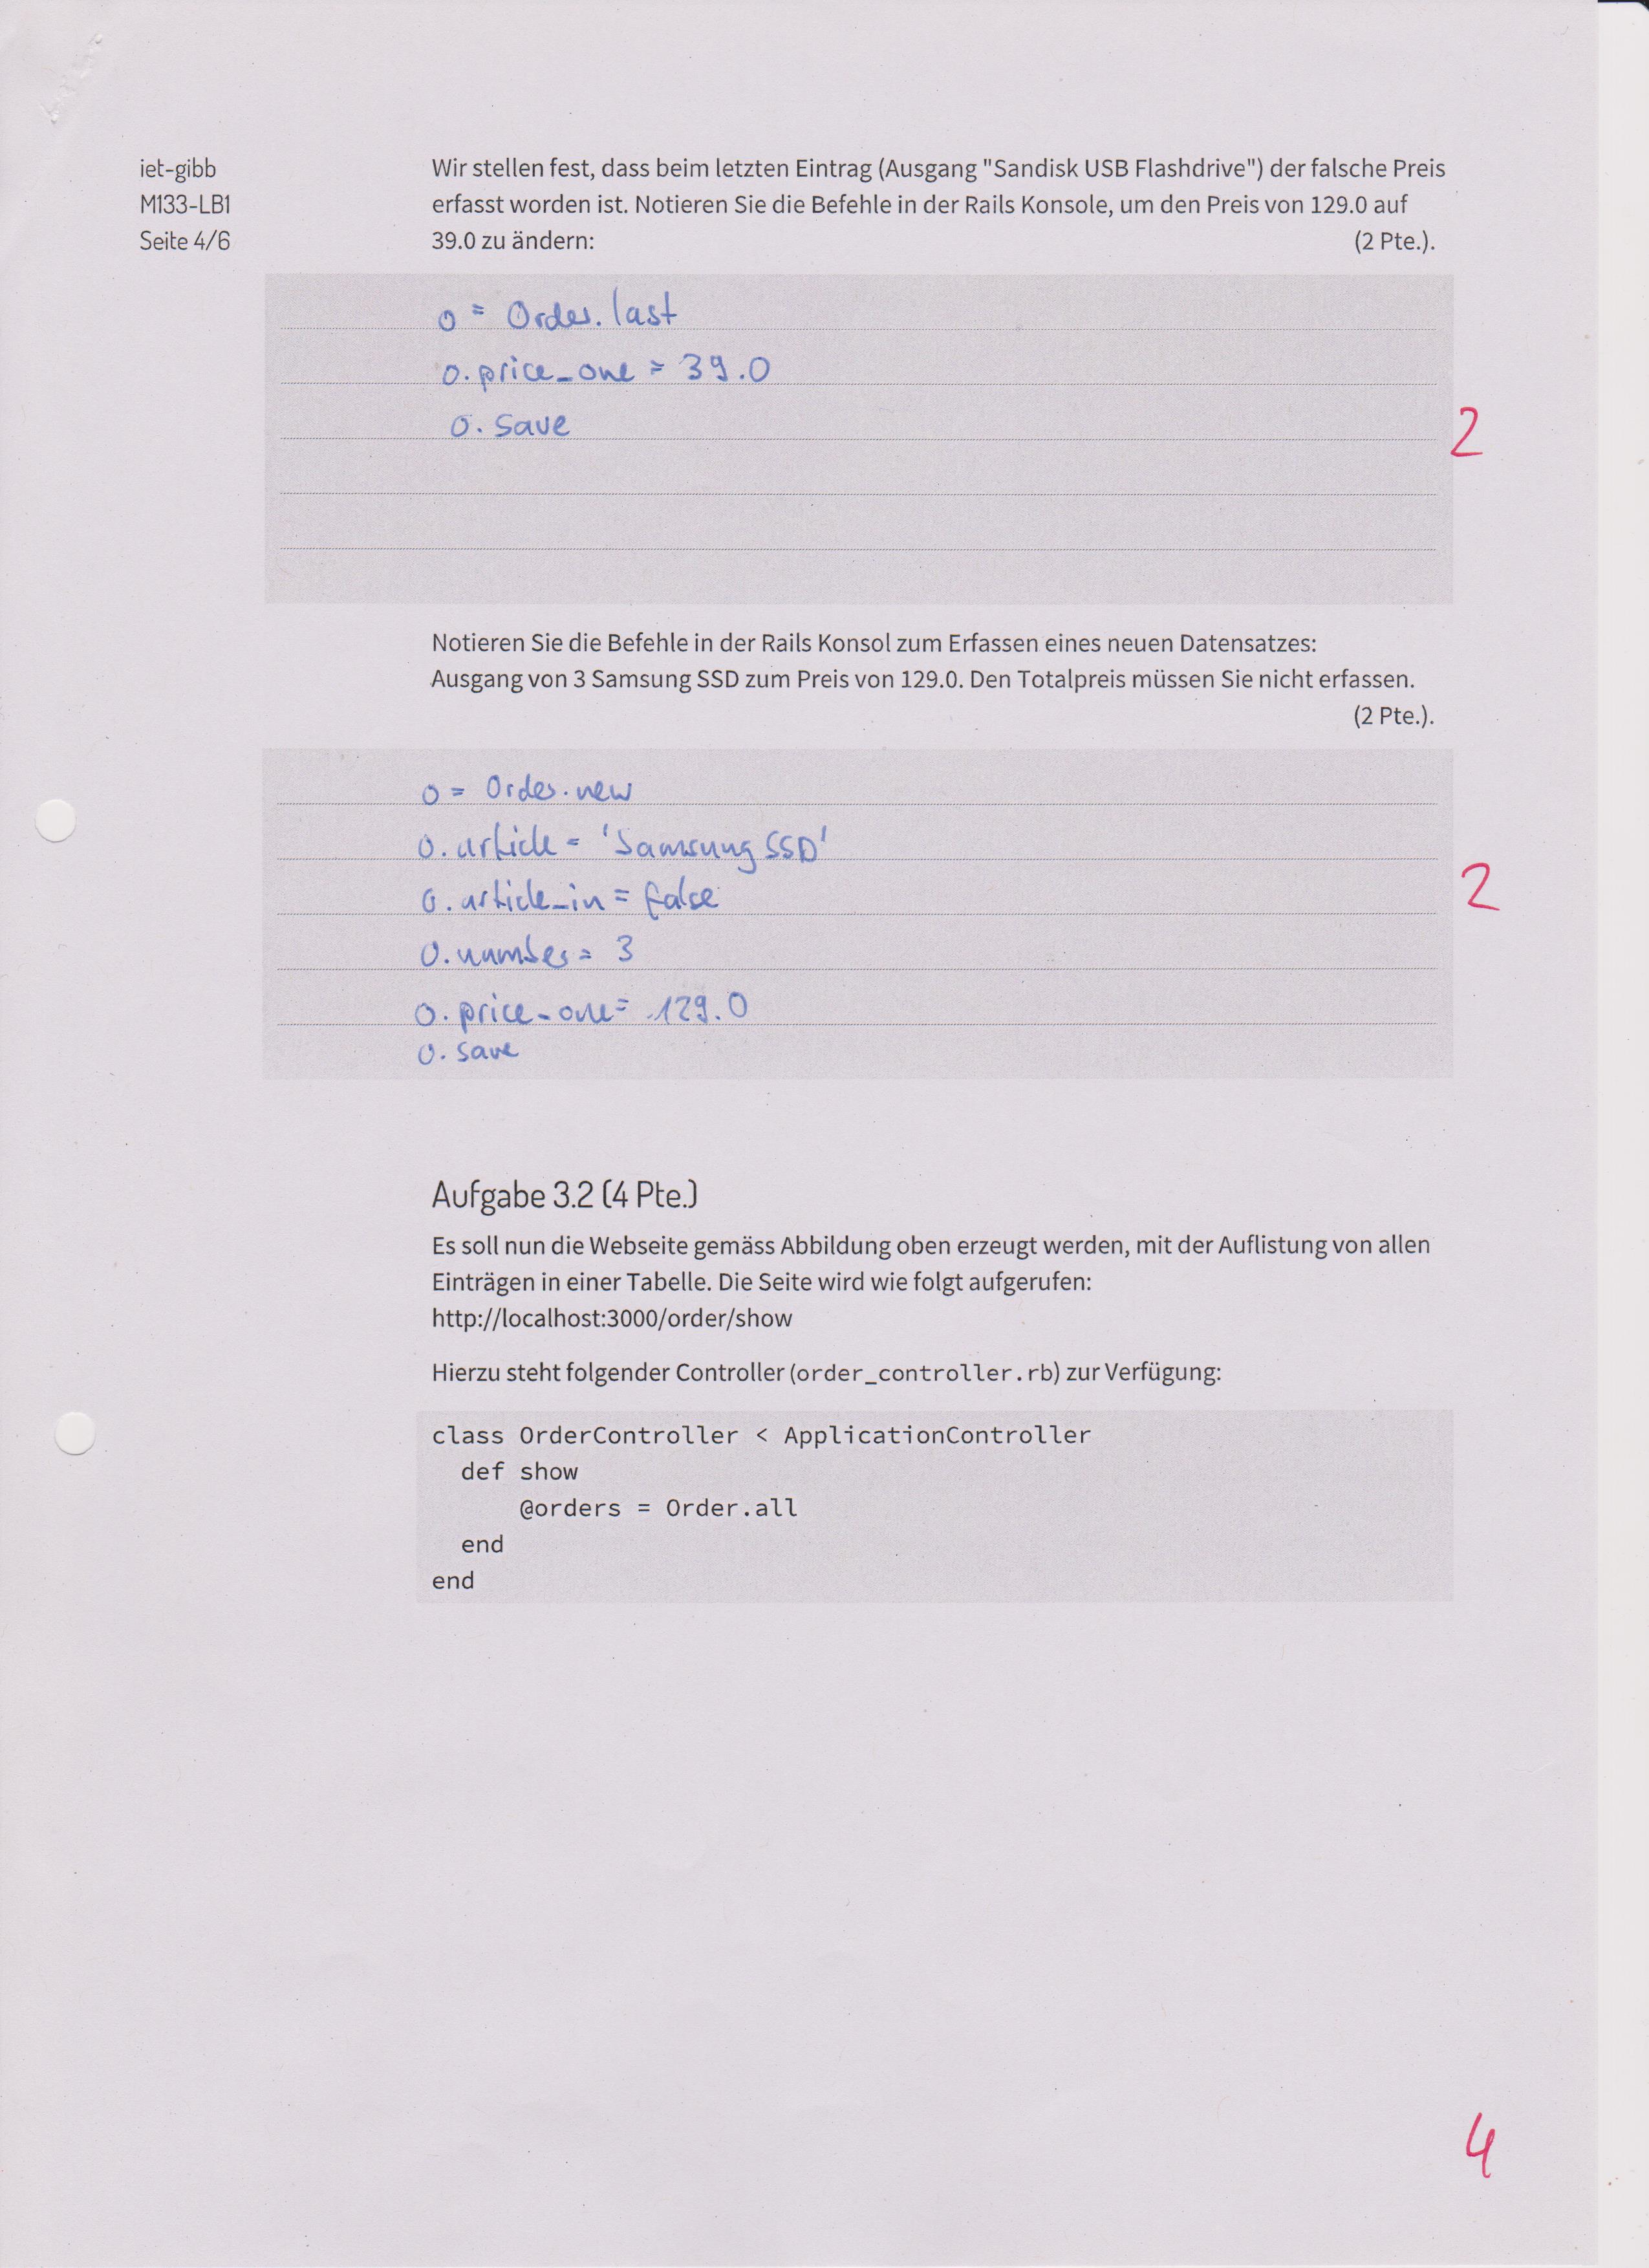 iet-gibb
M133-LB1
Seite 4/6
Wir stellen fest, dass beim letzten Eintrag (Ausgang "Sandisk USB Flashdrive") der falsche Preis
erfasst worden ist. Notieren Sie die Befehle in der Rails Konsole, um den Preis von 129.0 auf
39.0 zu ändern: (2 Pte.).
o = Order.last
o.price_one = 39.0
o.save
2
Notieren Sie die Befehle in der Rails Konsol zum Erfassen eines neuen Datensatzes:
Ausgang von 3 Samsung SSD zum Preis von 129.0. Den Totalpreis müssen Sie nicht erfassen.
(2 Pte.).
o = Order.new
o.article = 'Samsung SSD'
o.article_in = false
o.number = 3
o.price_one = 129.0
o.save
2
Aufgabe 3.2 (4 Pte.)
Es soll nun die Webseite gemäss Abbildung oben erzeugt werden, mit der Auflistung von allen
Einträgen in einer Tabelle. Die Seite wird wie folgt aufgerufen:
http://localhost:3000/order/show
Hierzu steht folgender Controller (order_controller.rb) zur Verfügung:
class OrderController < ApplicationController
def show
@orders = Order.all
end
end
4